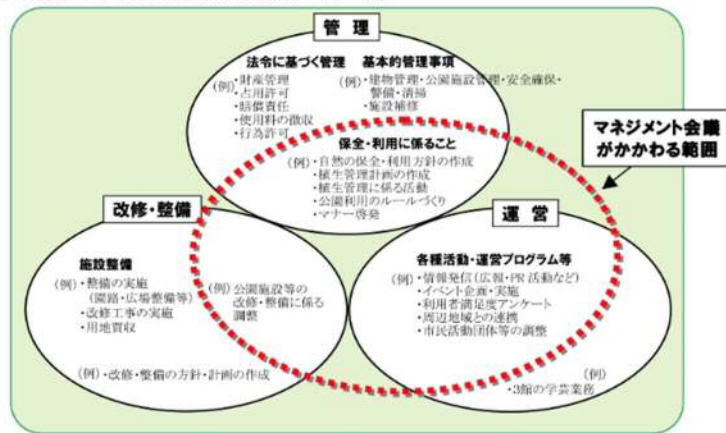 管 理
法令に基づく管理
(例)・財産管理
・占用許可
・賠償責任
・使用料の徴収
・行為許可
基本的管理事項
(例)・建物管理・公園施設管理・安全確保・
警備・清掃
・施設補修
保全・利用に係ること
(例)・自然の保全・利用方針の作成
・植生管理計画の作成
・植生管理に係る活動
・公園利用のルールづくり
・マナー啓発
マネジメント会議
がかかわる範囲
改修・整備
施設整備
(例)・整備の実施
(園路・広場整備等)
・改修工事の実施
・用地買収
(例)公園施設等の
改修・整備に係る
調整
(例)・改修・整備の方針・計画の作成
運 営
各種活動・運営プログラム等
(例)・情報発信(広報・PR活動など)
・イベント企画・実施
・利用者満足度アンケート
・周辺地域との連携
・市民活動団体等の調整
(例)
・3館の学芸業務